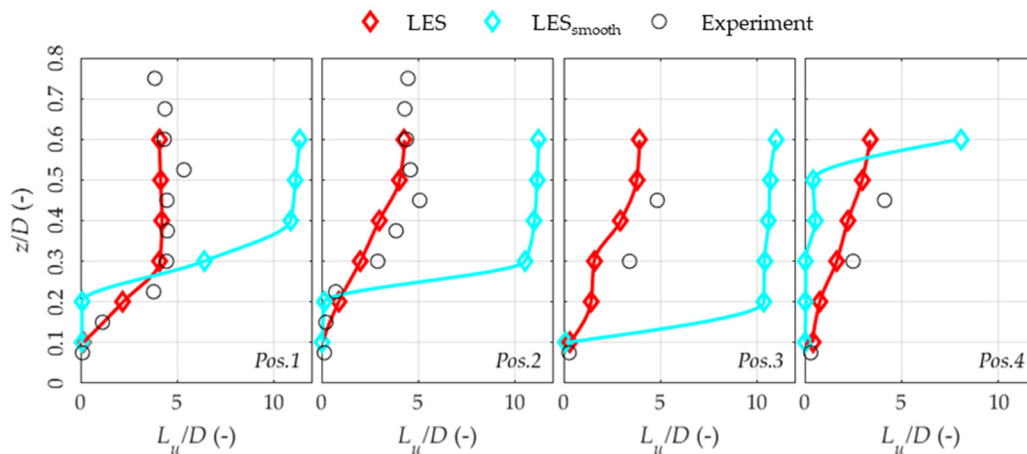 LES LES_smooth Experiment
z/D (-)
0.8
0.7
0.6
0.5
0.4
0.3
0.2
0.1
0
Pos.1 Pos.2 Pos.3 Pos.4
0 5 10 0 5 10 0 5 10 0 5 10
L_u/D (-) L_u/D (-) L_u/D (-) L_u/D (-)